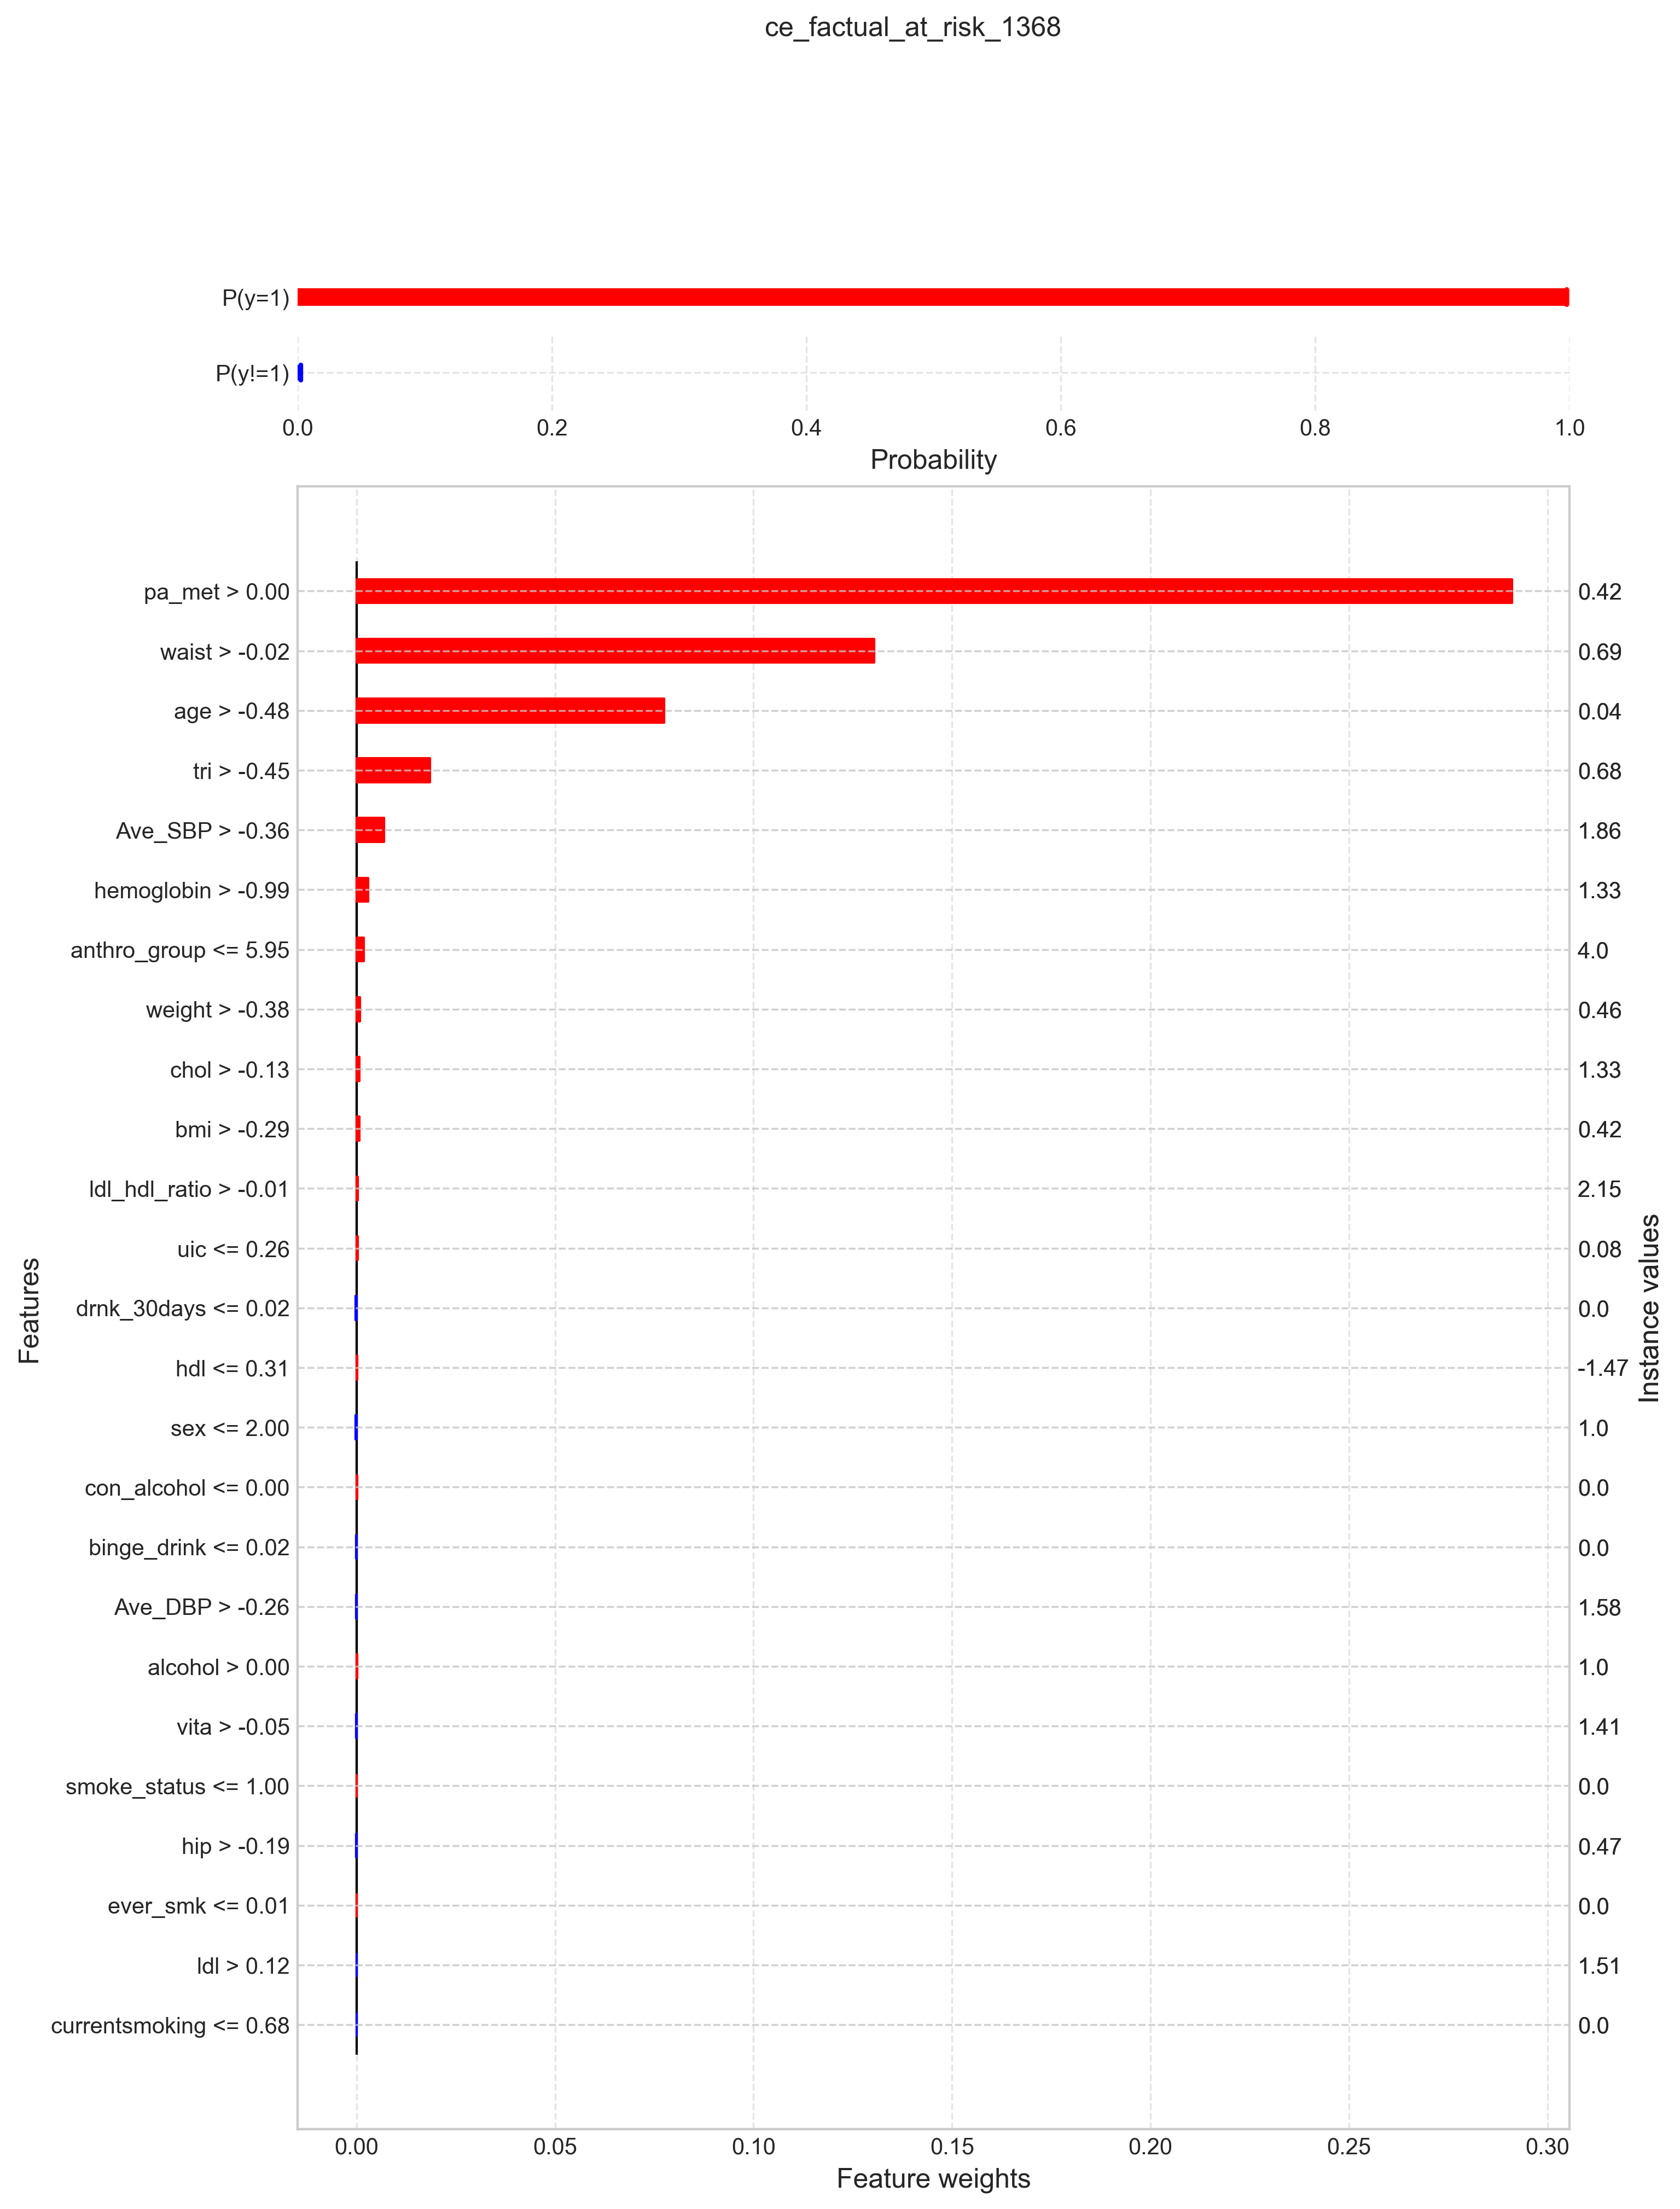 ce_factual_at_risk_1368
P(y=1)
P(y!=1)
0.0 0.2 0.4 0.6 0.8 1.0
Probability
pa_met > 0.00 0.42
waist > -0.02 0.69
age > -0.48 0.04
tri > -0.45 0.68
Ave_SBP > -0.36 1.86
hemoglobin > -0.99 1.33
anthro_group <= 5.95 4.0
weight > -0.38 0.46
chol > -0.13 1.33
bmi > -0.29 0.42
ldl_hdl_ratio > -0.01 2.15
uic <= 0.26 0.08
drnk_30days <= 0.02 0.0
hdl <= 0.31 -1.47
sex <= 2.00 1.0
con_alcohol <= 0.00 0.0
binge_drink <= 0.02 0.0
Ave_DBP > -0.26 1.58
alcohol > 0.00 1.0
vita > -0.05 1.41
smoke_status <= 1.00 0.0
hip > -0.19 0.47
ever_smk <= 0.01 0.0
ldl > 0.12 1.51
currentsmoking <= 0.68 0.0
Features
Instance values
0.00 0.05 0.10 0.15 0.20 0.25 0.30
Feature weights